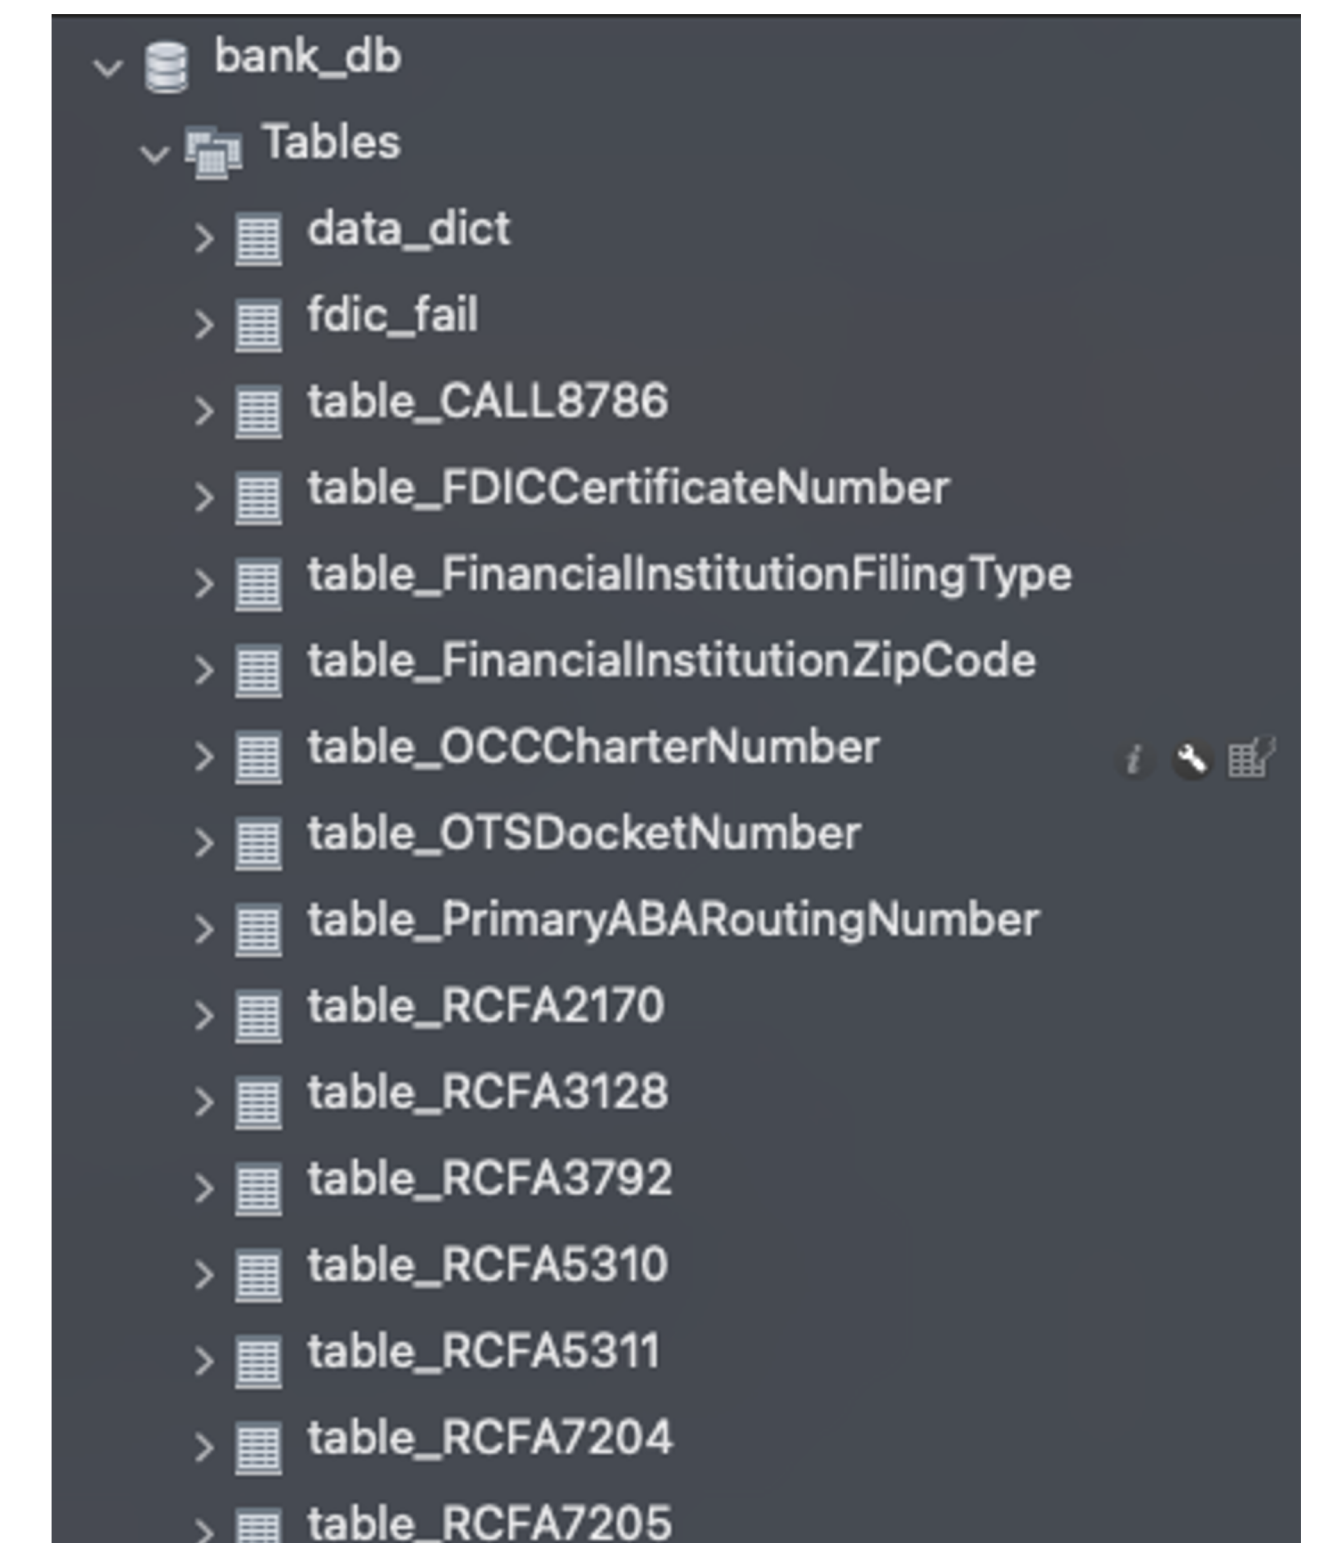 bank_db
Tables
data_dict
fdic_fail
table_CALL8786
table_FDICCertificateNumber
table_FinancialInstitutionFilingType
table_FinancialInstitutionZipCode
table_OCCCharterNumber
table_OTSDocketNumber
table_PrimaryABARoutingNumber
table_RCFA2170
table_RCFA3128
table_RCFA3792
table_RCFA5310
table_RCFA5311
table_RCFA7204
table_RCFA7205